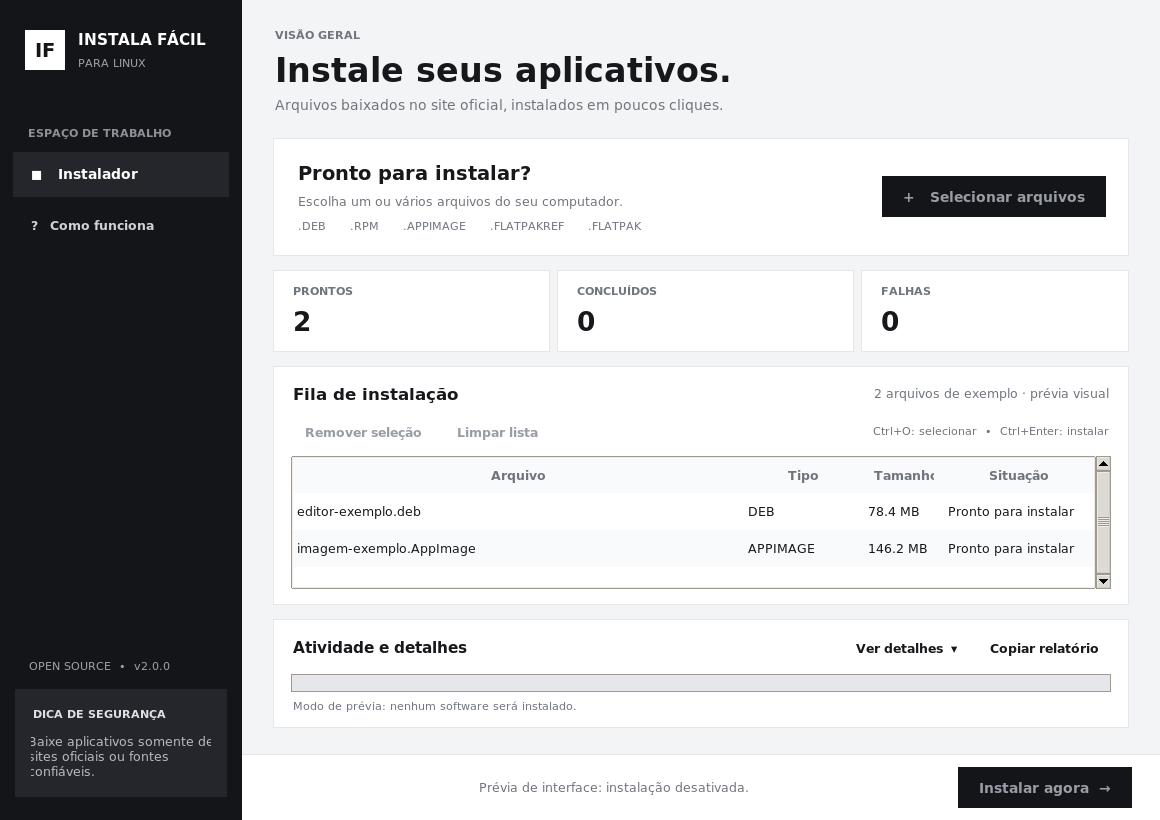 IF
INSTALA FÁCIL
PARA LINUX
ESPAÇO DE TRABALHO
■ Instalador
? Como funciona
OPEN SOURCE • v2.0.0
DICA DE SEGURANÇA
Baixe aplicativos somente de
sites oficiais ou fontes
confiáveis.
VISÃO GERAL
Instale seus aplicativos.
Arquivos baixados no site oficial, instalados em poucos cliques.
Pronto para instalar?
Escolha um ou vários arquivos do seu computador.
.DEB .RPM .APPIMAGE .FLATPAKREF .FLATPAK
+ Selecionar arquivos
PRONTOS
2
CONCLUÍDOS
0
FALHAS
0
Fila de instalação
2 arquivos de exemplo · prévia visual
Remover seleção Limpar lista
Ctrl+O: selecionar • Ctrl+Enter: instalar
Arquivo Tipo Tamanho Situação
editor-exemplo.deb DEB 78.4 MB Pronto para instalar
imagem-exemplo.AppImage APPIMAGE 146.2 MB Pronto para instalar
Atividade e detalhes
Ver detalhes ▾ Copiar relatório
Modo de prévia: nenhum software será instalado.
Prévia de interface: instalação desativada.
Instalar agora →